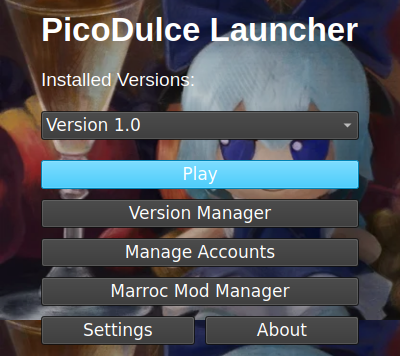 PicoDulce Launcher
Installed Versions:
Version 1.0
Play
Version Manager
Manage Accounts
Marroc Mod Manager
Settings About